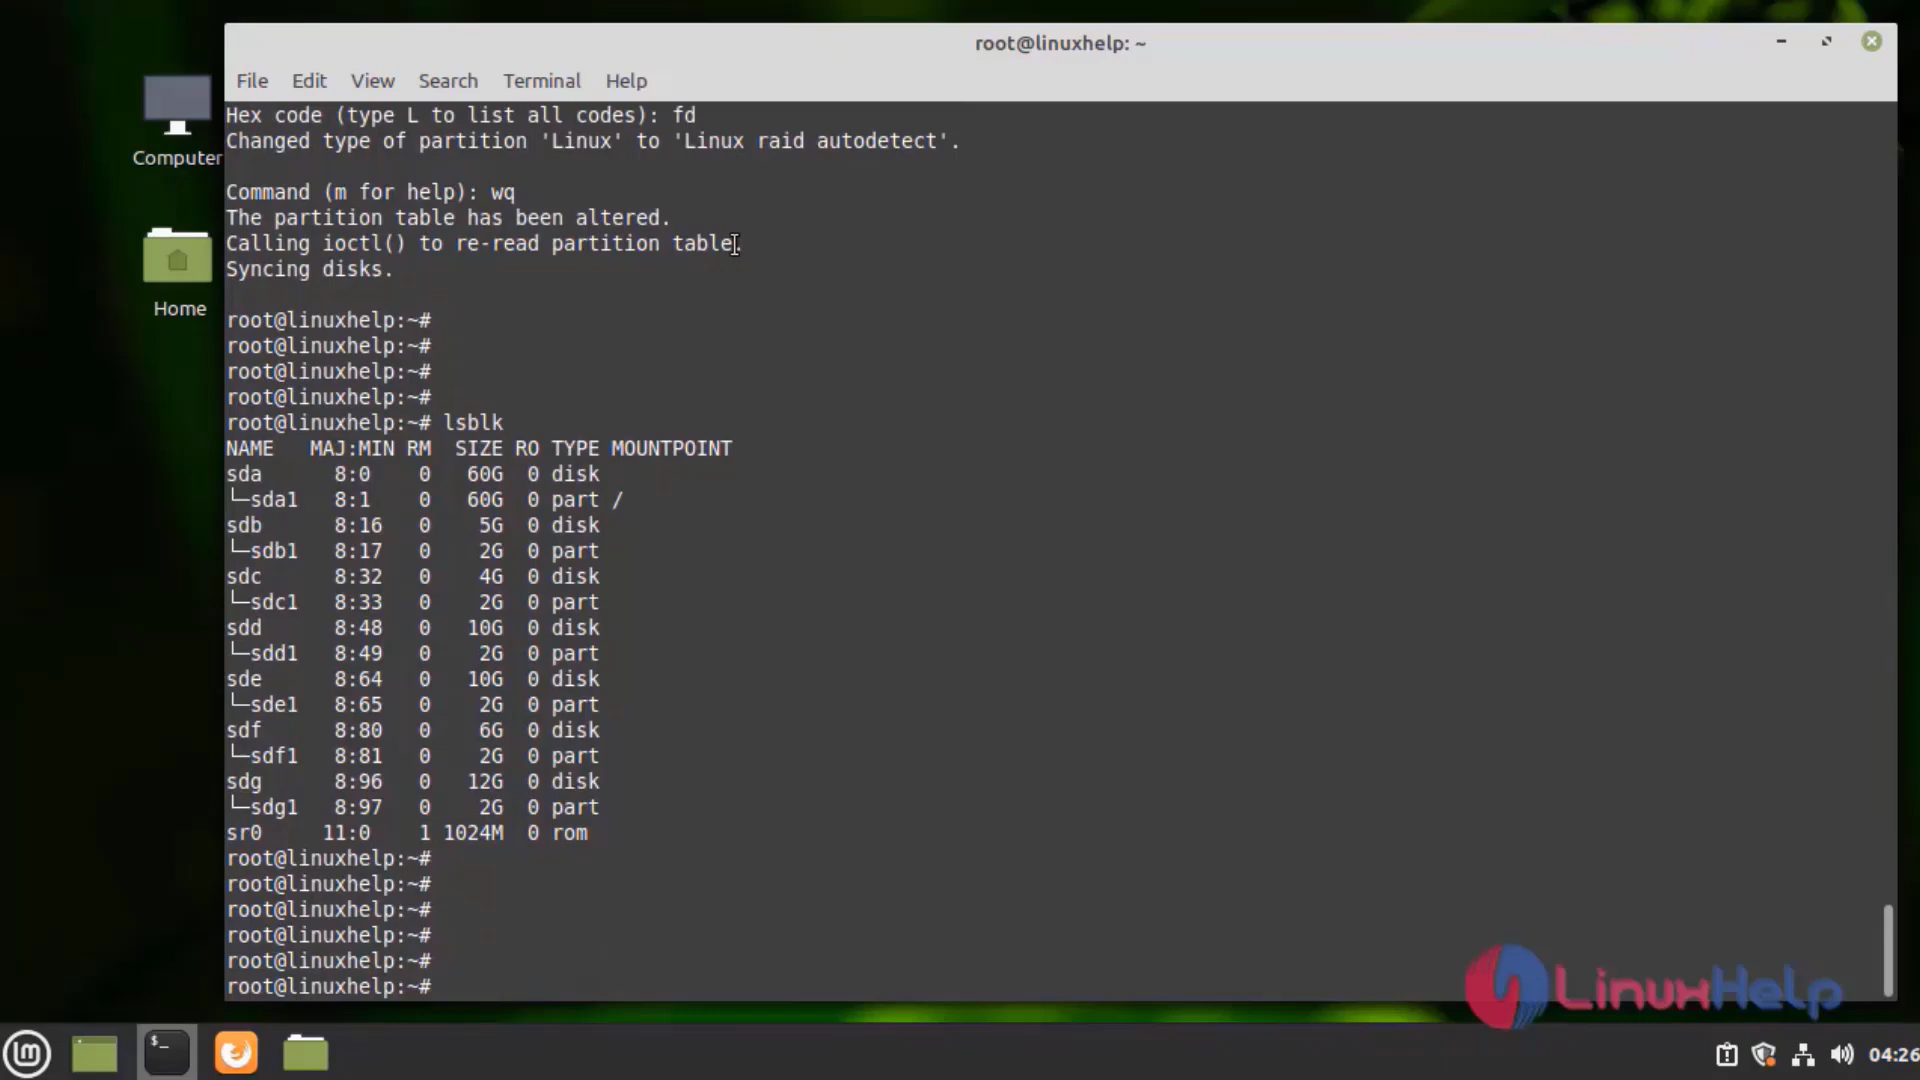 root@linuxhelp: ~
File Edit View Search Terminal Help
Computer
Home
Hex code (type L to list all codes): fd
Changed type of partition 'Linux' to 'Linux raid autodetect'.
Command (m for help): wq
The partition table has been altered.
Calling ioctl() to re-read partition table.
Syncing disks.
root@linuxhelp:~#
root@linuxhelp:~#
root@linuxhelp:~#
root@linuxhelp:~#
root@linuxhelp:~# lsblk
NAME   MAJ:MIN RM  SIZE RO TYPE MOUNTPOINT
sda      8:0    0   60G  0 disk
└─sda1   8:1    0   60G  0 part /
sdb      8:16   0    5G  0 disk
└─sdb1   8:17   0    2G  0 part
sdc      8:32   0    4G  0 disk
└─sdc1   8:33   0    2G  0 part
sdd      8:48   0   10G  0 disk
└─sdd1   8:49   0    2G  0 part
sde      8:64   0   10G  0 disk
└─sde1   8:65   0    2G  0 part
sdf      8:80   0    6G  0 disk
└─sdf1   8:81   0    2G  0 part
sdg      8:96   0   12G  0 disk
└─sdg1   8:97   0    2G  0 part
sr0     11:0    1 1024M  0 rom
root@linuxhelp:~#
root@linuxhelp:~#
root@linuxhelp:~#
root@linuxhelp:~#
root@linuxhelp:~#
root@linuxhelp:~#
LinuxHelp
04:26